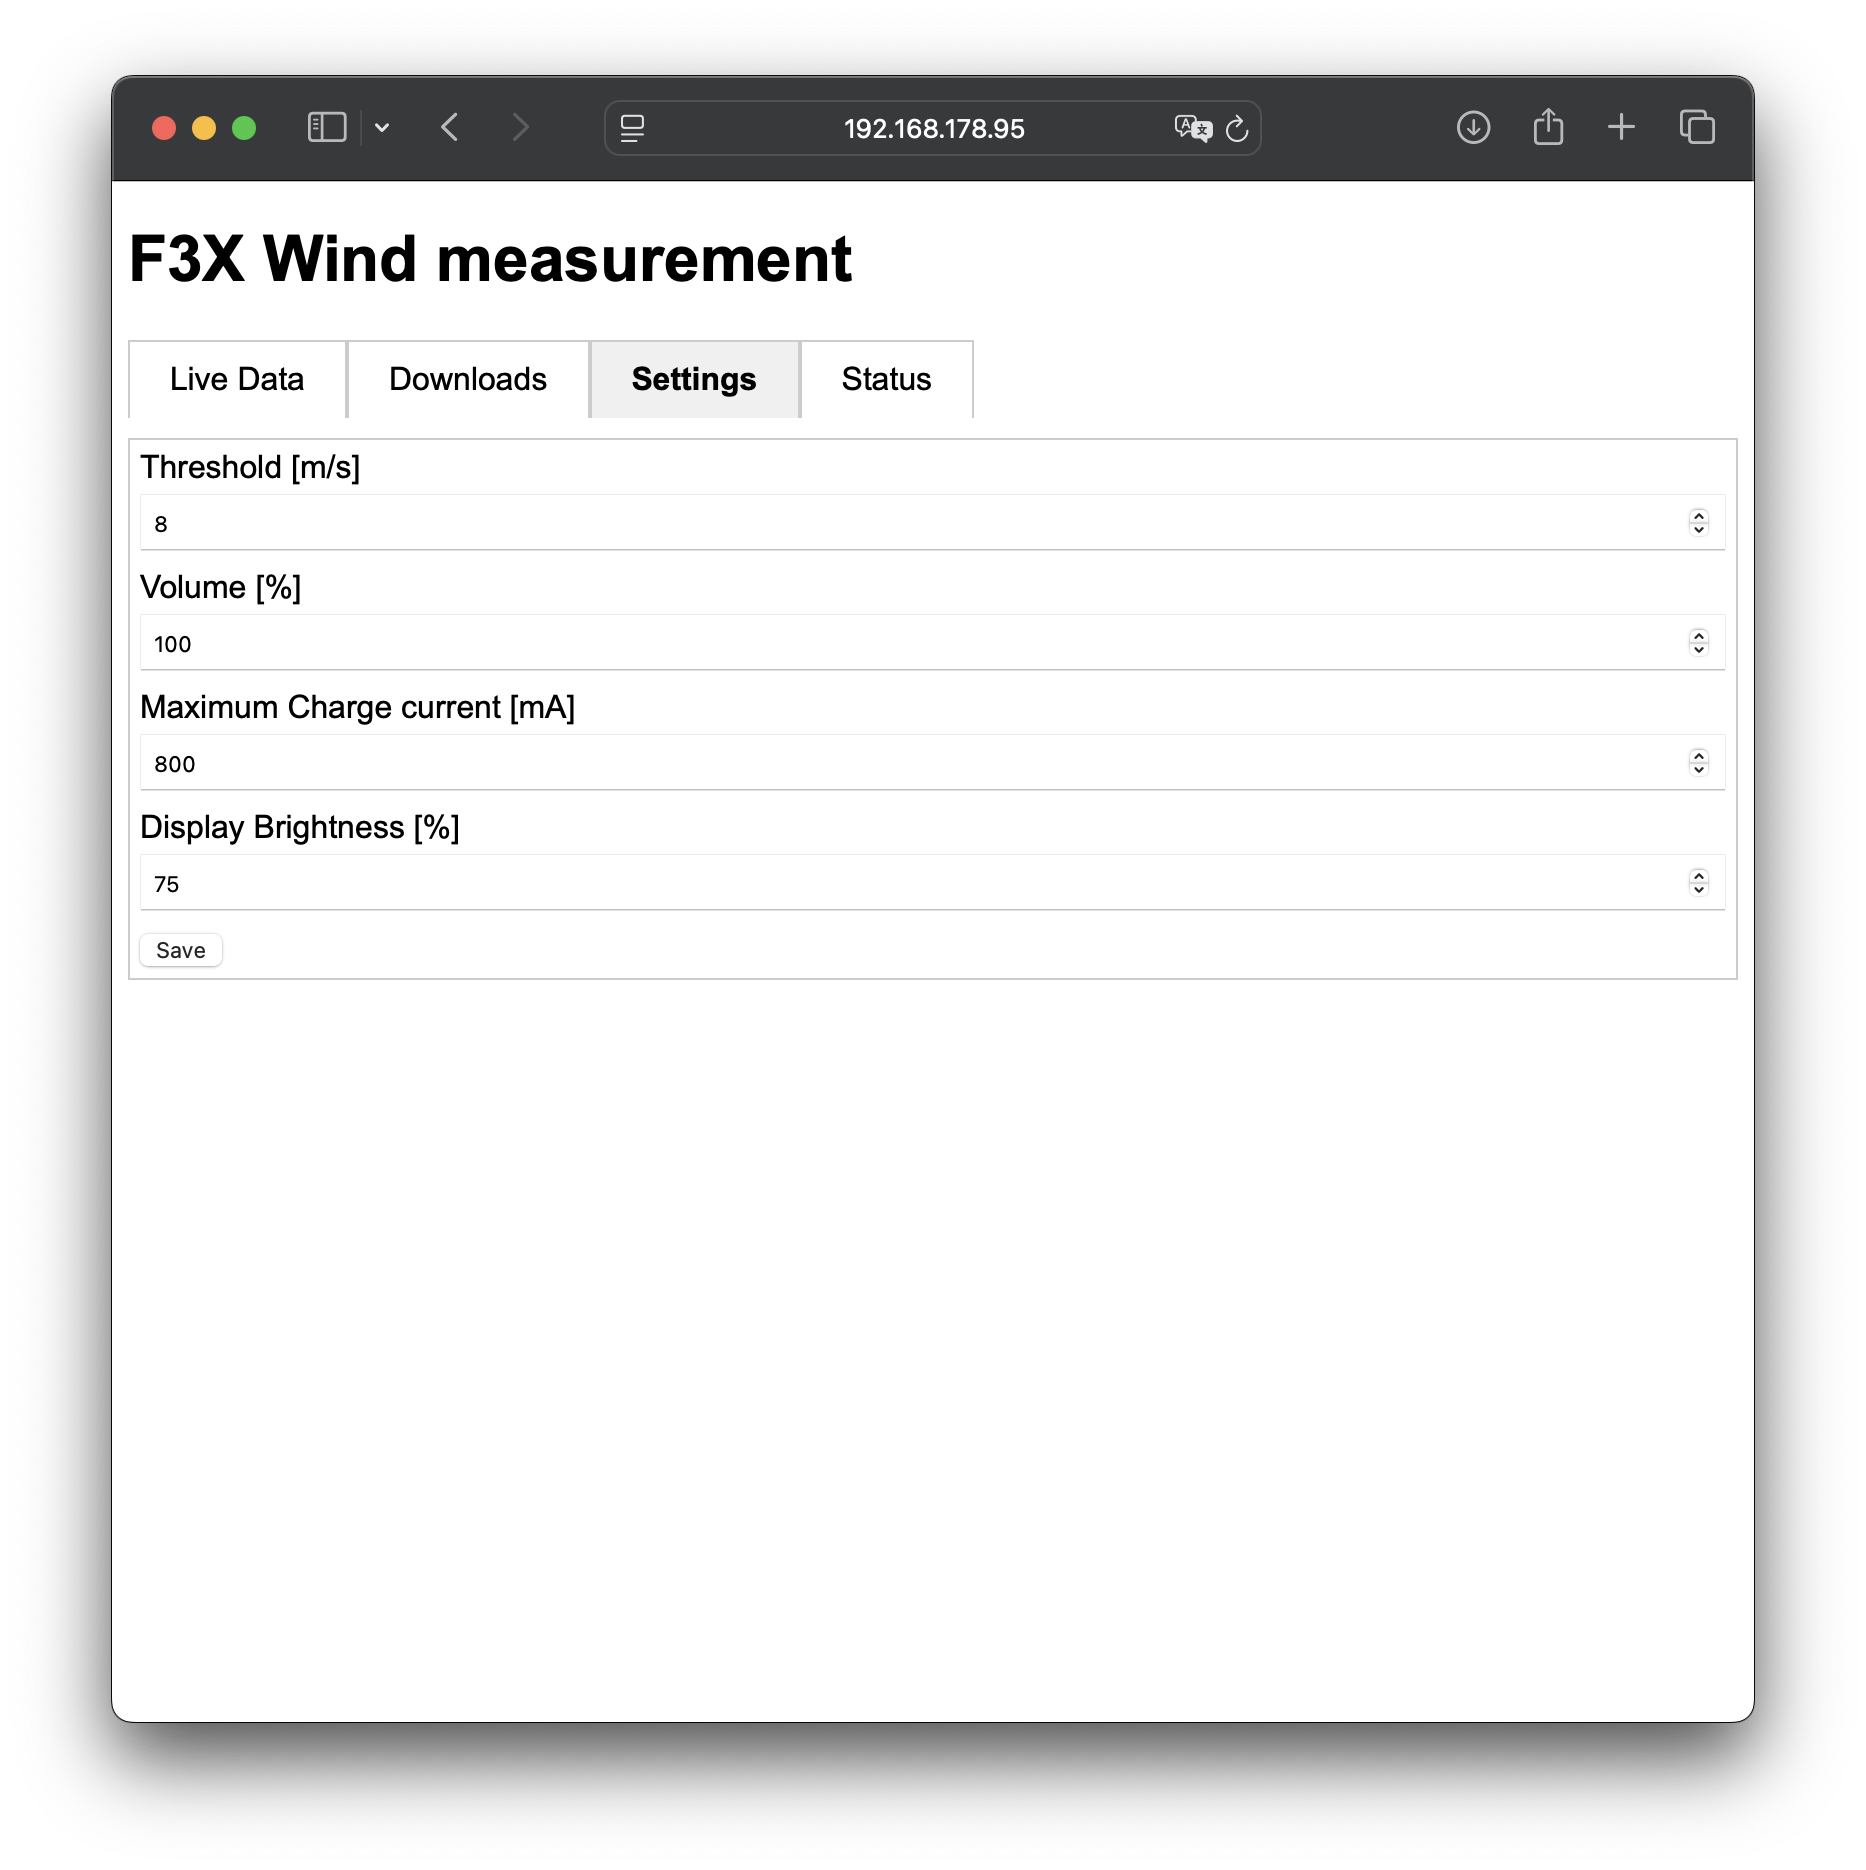 192.168.178.95
F3X Wind measurement
Live Data Downloads Settings Status
Threshold [m/s]
8
Volume [%]
100
Maximum Charge current [mA]
800
Display Brightness [%]
75
Save